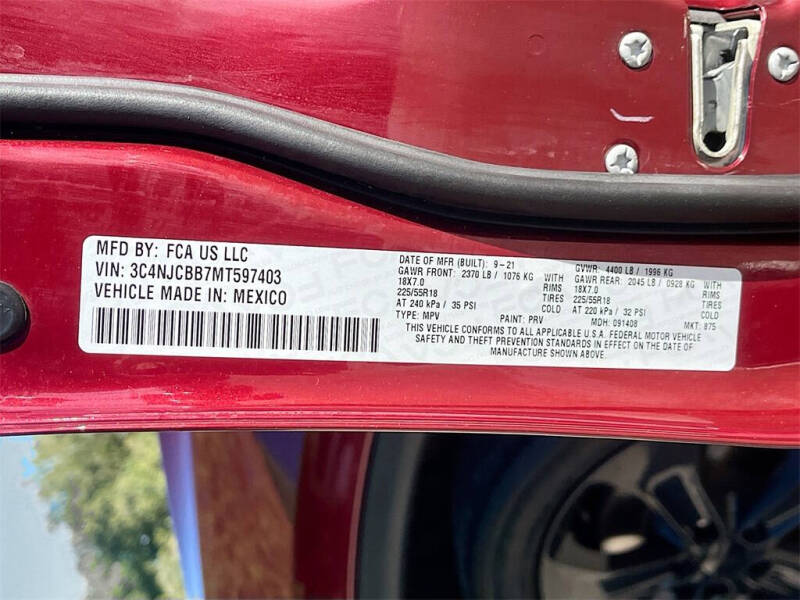 MFD BY: FCA US LLC
VIN: 3C4NJCBB7MT597403
VEHICLE MADE IN: MEXICO
DATE OF MFR (BUILT): 9-21
GVWR: 4400 LB / 1996 KG
GAWR FRONT: 2370 LB / 1076 KG WITH
GAWR REAR: 2045 LB / 0928 KG WITH
18X7.0 RIMS
18X7.0 RIMS
225/55R18 TIRES
225/55R18 TIRES
AT 240 kPa / 35 PSI COLD
AT 220 kPa / 32 PSI COLD
TYPE: MPV PAINT: PRV MDH: 091408 MKT: 875
THIS VEHICLE CONFORMS TO ALL APPLICABLE U.S.A. FEDERAL MOTOR VEHICLE
SAFETY AND THEFT PREVENTION STANDARDS IN EFFECT ON THE DATE OF
MANUFACTURE SHOWN ABOVE.